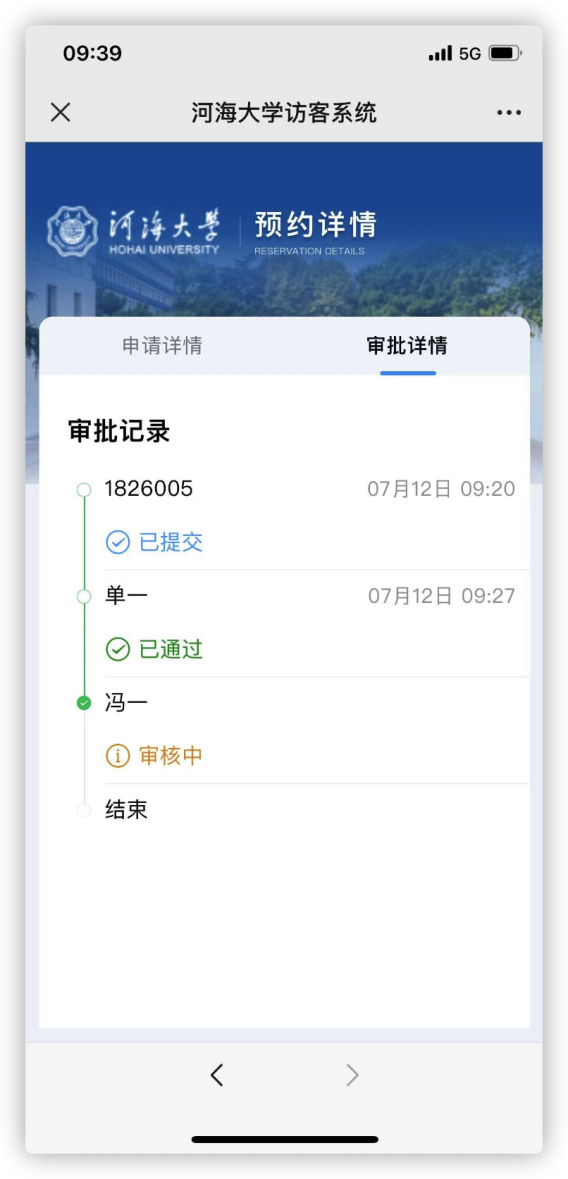 09:39
5G
河海大学访客系统
河海大学
HOHAI UNIVERSITY
预约详情
RESERVATION DETAILS
申请详情
审批详情
审批记录
1826005
07月12日 09:20
已提交
单一
07月12日 09:27
已通过
冯一
审核中
结束